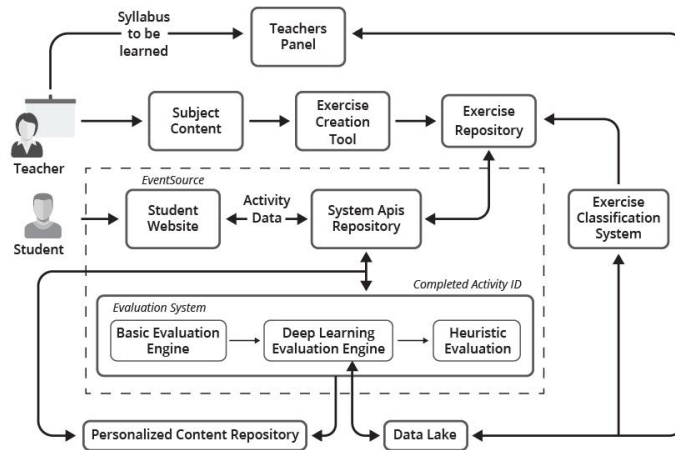 Syllabus
to be
learned
Teachers
Panel
Teacher
Subject
Content
Exercise
Creation
Tool
Exercise
Repository
EventSource
Student
Student
Website
Activity
Data
System Apis
Repository
Exercise
Classification
System
Completed Activity ID
Evaluation System
Basic Evaluation
Engine
Deep Learning
Evaluation Engine
Heuristic
Evaluation
Personalized Content Repository
Data Lake